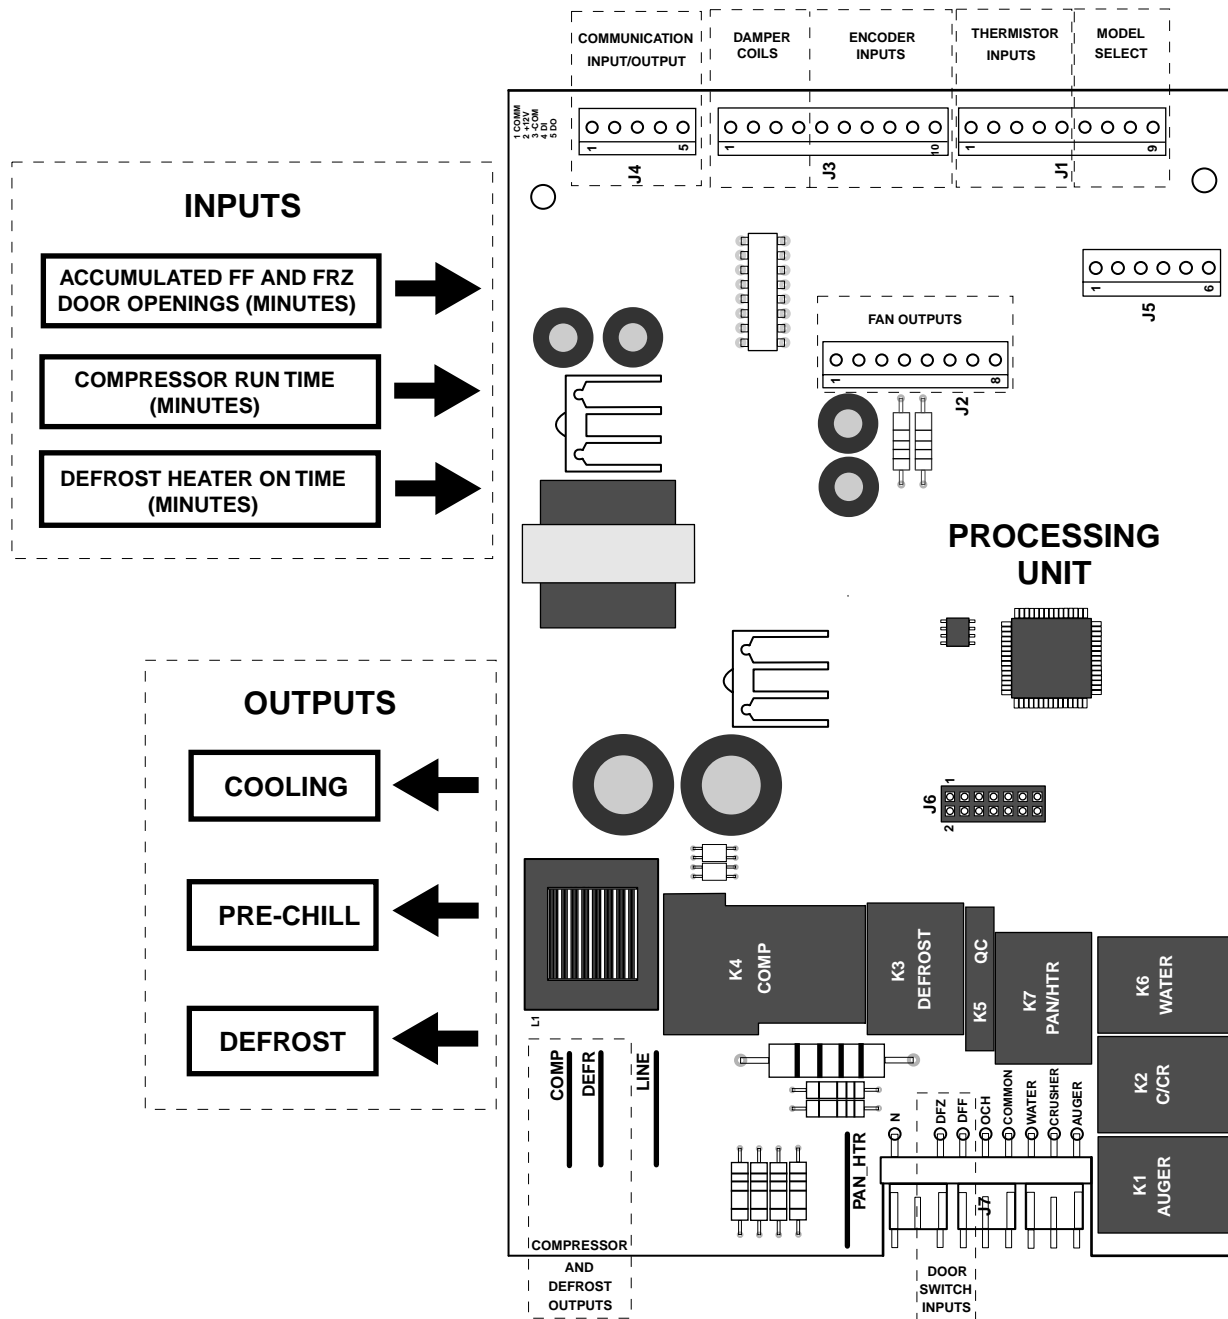 COMMUNICATION
INPUT/OUTPUT
DAMPER
COILS
ENCODER
INPUTS
THERMISTOR
INPUTS
MODEL
SELECT
1 COMM
2 +12V
3 -COM
4 DI
5 DO
1
5
J4
1
10
J3
1
9
J1
INPUTS
ACCUMULATED FF AND FRZ
DOOR OPENINGS (MINUTES)
COMPRESSOR RUN TIME
(MINUTES)
DEFROST HEATER ON TIME
(MINUTES)
1
6
J5
FAN OUTPUTS
1
8
J2
PROCESSING
UNIT
OUTPUTS
COOLING
PRE-CHILL
DEFROST
J6
1
2
L1
K4
COMP
K3
DEFROST
K5 QC
K7
PAN/HTR
K6
WATER
K2
C/CR
K1
AUGER
COMP
DEFR
LINE
PAN_HTR
N
DFZ
DFF
OCH
COMMON
WATER
CRUSHER
AUGER
J7
COMPRESSOR
AND
DEFROST
OUTPUTS
DOOR
SWITCH
INPUTS